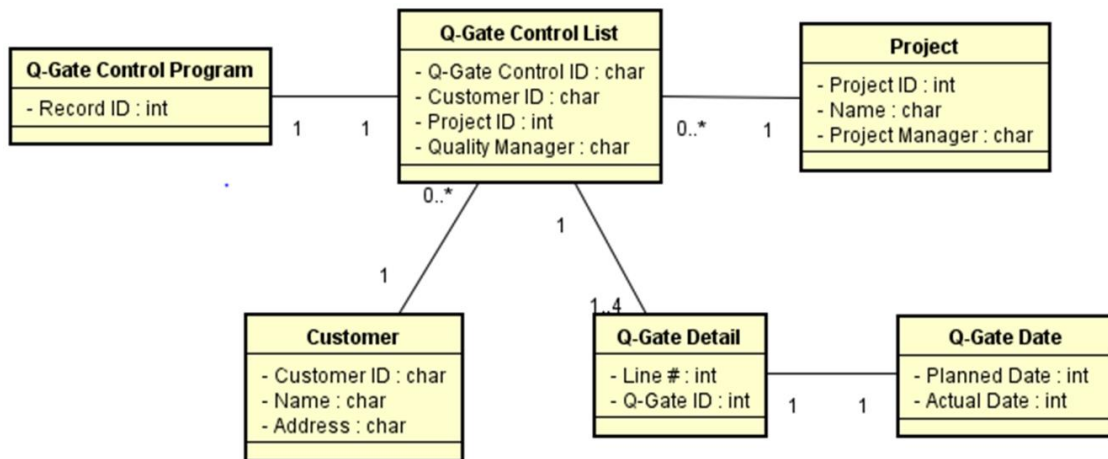 Q-Gate Control List
- Q-Gate Control ID : char
- Customer ID : char
- Project ID : int
- Quality Manager : char
Q-Gate Control Program
- Record ID : int
Project
- Project ID : int
- Name : char
- Project Manager : char
1
1
0..*
1
0..*
1
1
1..4
Customer
- Customer ID : char
- Name : char
- Address : char
Q-Gate Detail
- Line # : int
- Q-Gate ID : int
Q-Gate Date
- Planned Date : int
- Actual Date : int
1
1